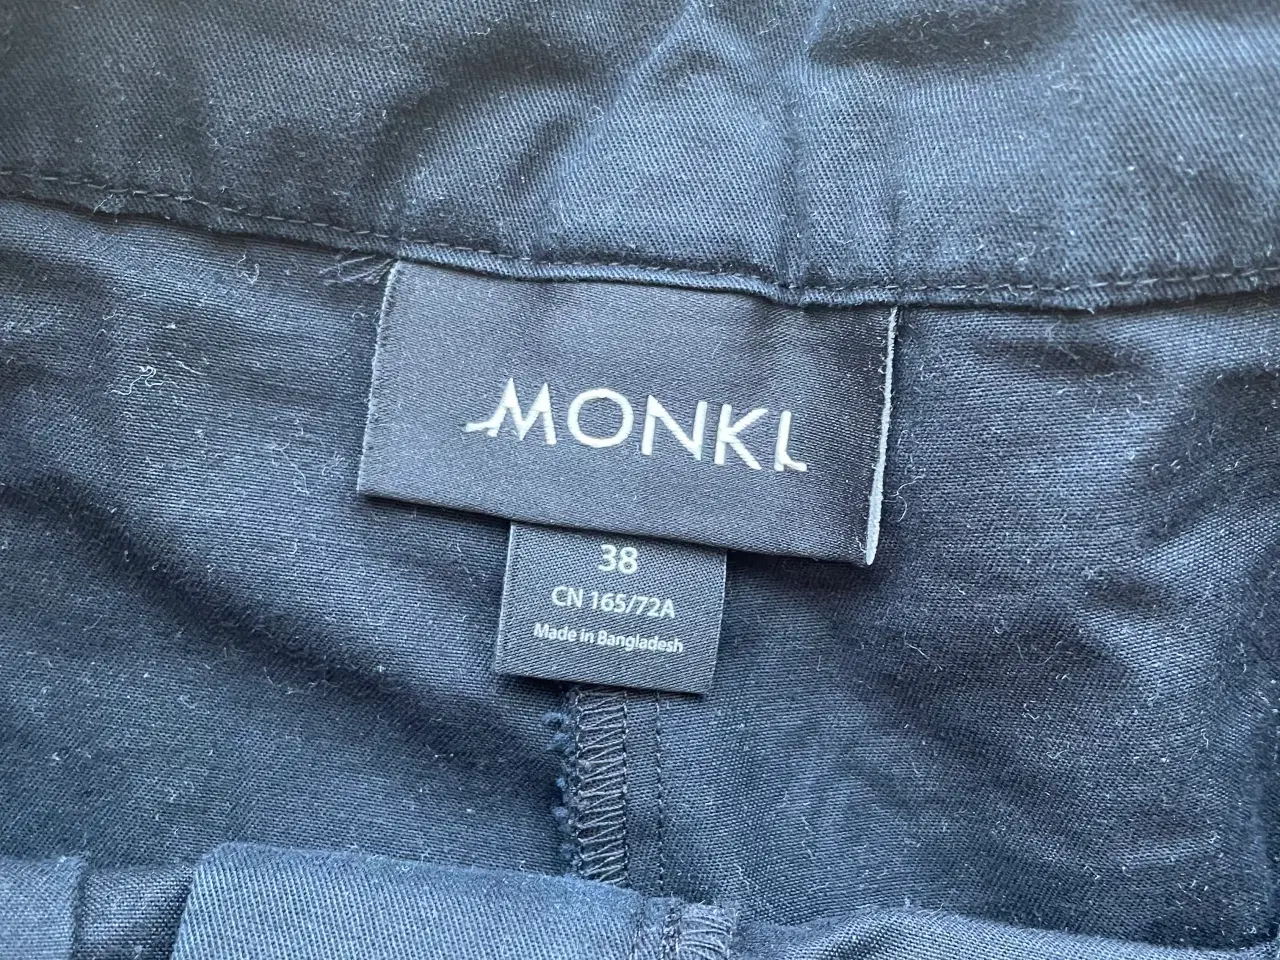 MONKI
38
CN 165/72A
Made in Bangladesh